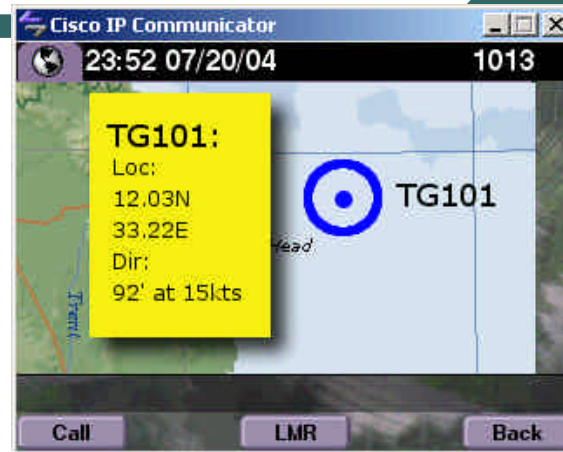 Cisco IP Communicator
23:52 07/20/04 1013
TG101:
Loc:
12.03N
33.22E
Dir:
92' at 15kts
TG101
Head
Trent
Call LMR Back